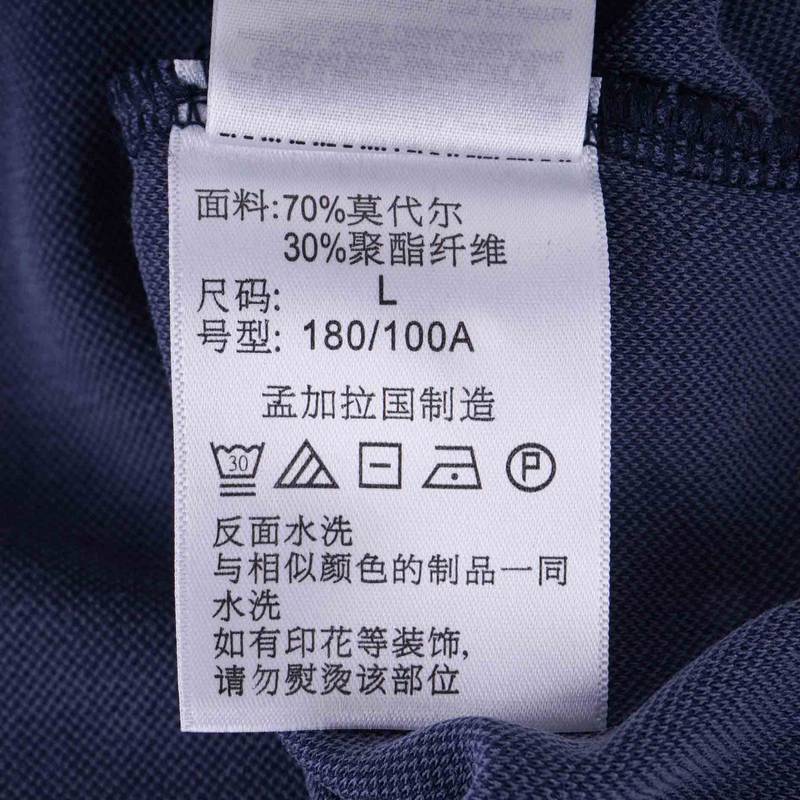 面料:70%莫代尔
30%聚酯纤维
尺码: L
号型: 180/100A
孟加拉国制造
30 P
反面水洗
与相似颜色的制品一同
水洗
如有印花等装饰,
请勿熨烫该部位